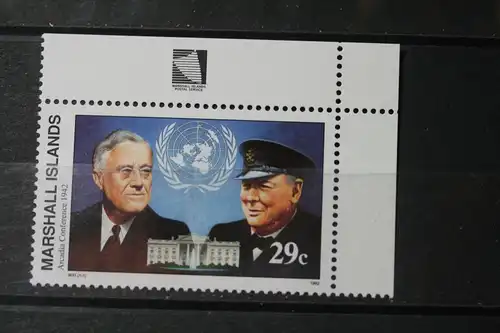 MARSHALL ISLANDS
POSTAL SERVICE
MARSHALL ISLANDS
Arcadia Conference 1942
29c
1992